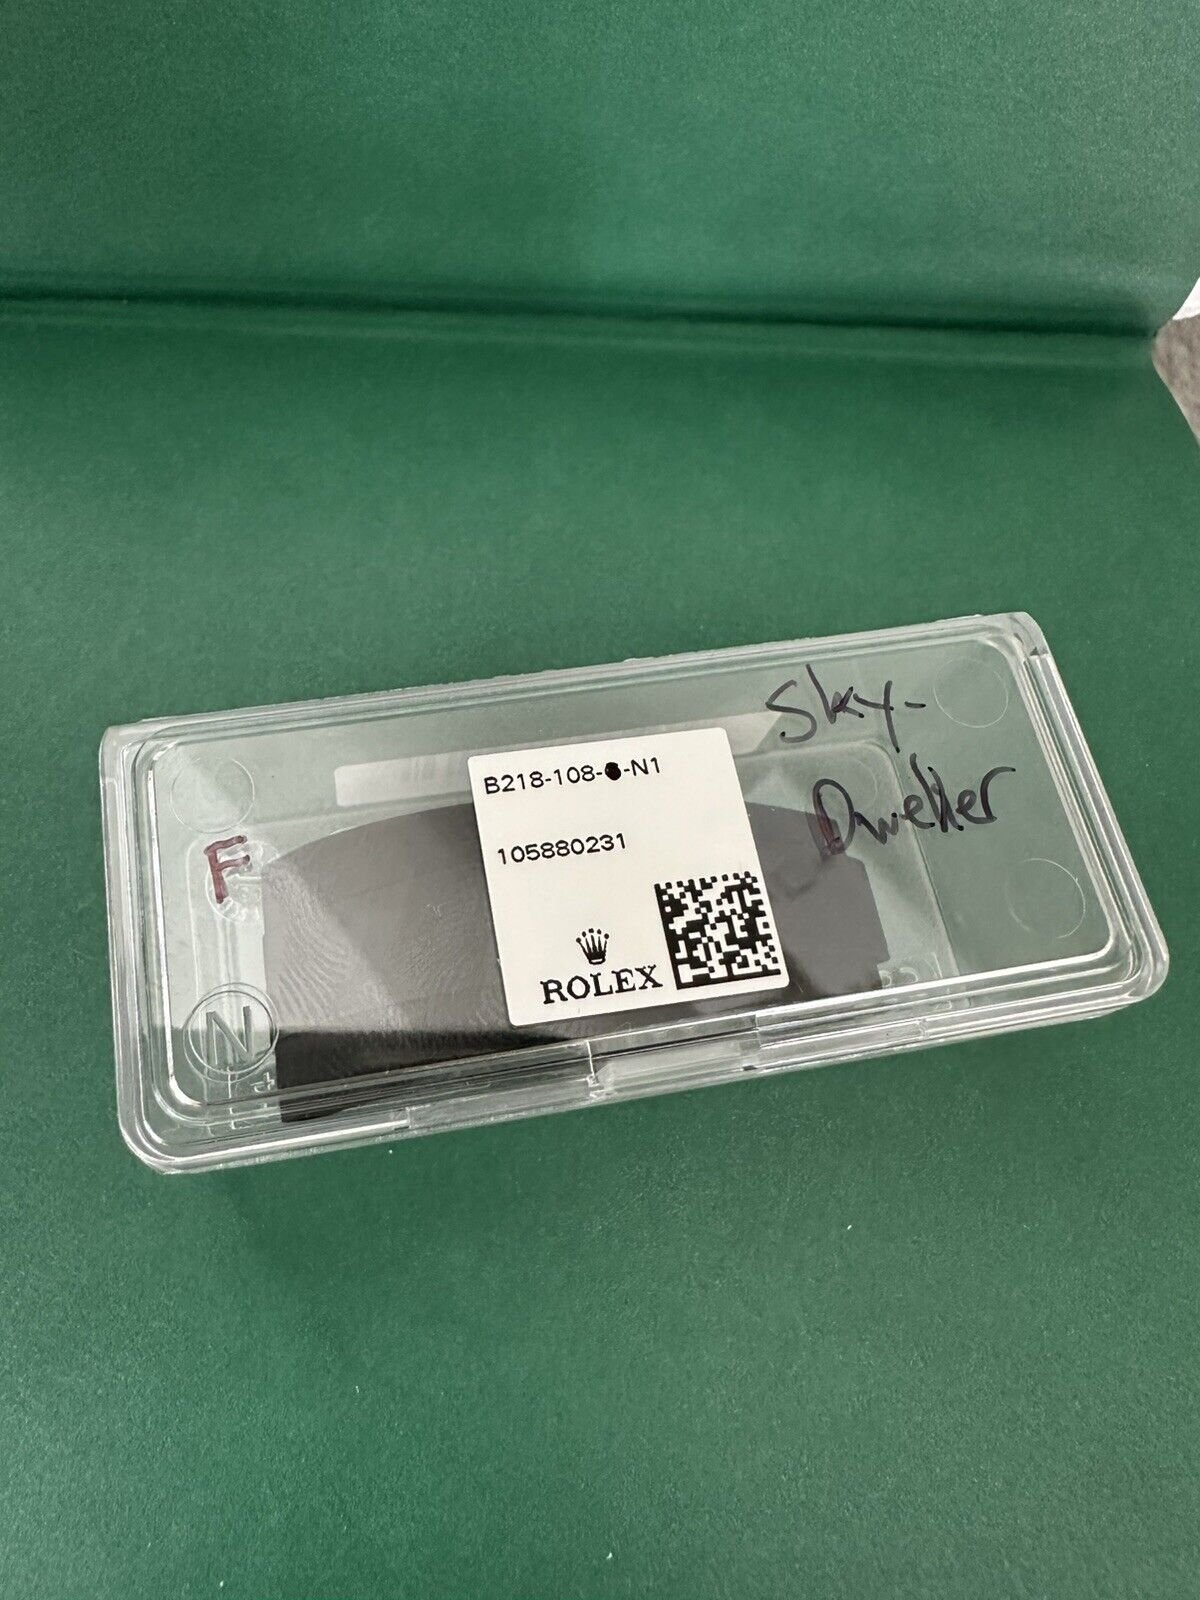 Sky-
Dweller
B218-108-●-N1
105880231
ROLEX
F
N